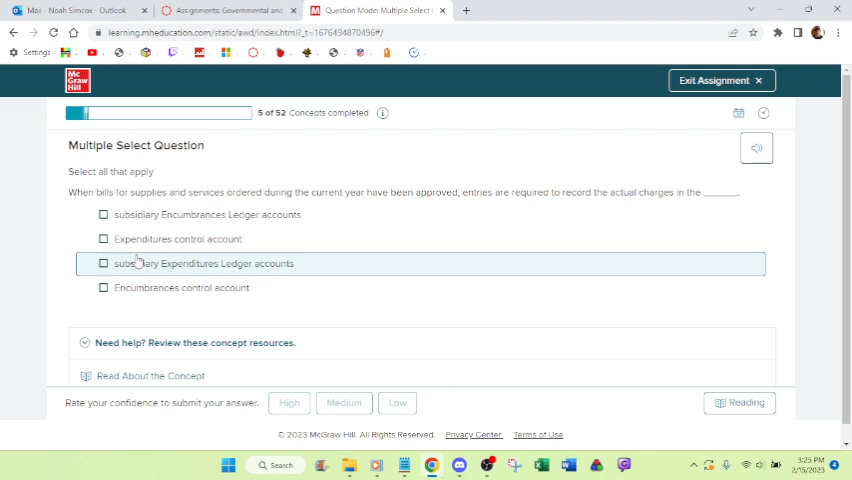 Mail - Noah Simcox - Outlook
Assignments: Governmental and
Question Mode: Multiple Select
learning.mheducation.com/static/awd/index.html?_t=1676494870496#/
Settings
Mc
Graw
Hill
Exit Assignment
5 of 52 Concepts completed
Multiple Select Question
Select all that apply
When bills for supplies and services ordered during the current year have been approved, entries are required to record the actual charges in the ______.
subsidiary Encumbrances Ledger accounts
Expenditures control account
subsidiary Expenditures Ledger accounts
Encumbrances control account
Need help? Review these concept resources.
Read About the Concept
Rate your confidence to submit your answer.
High
Medium
Low
Reading
© 2023 McGraw Hill. All Rights Reserved.
Privacy Center
Terms of Use
Search
3:25 PM
2/15/2023
4